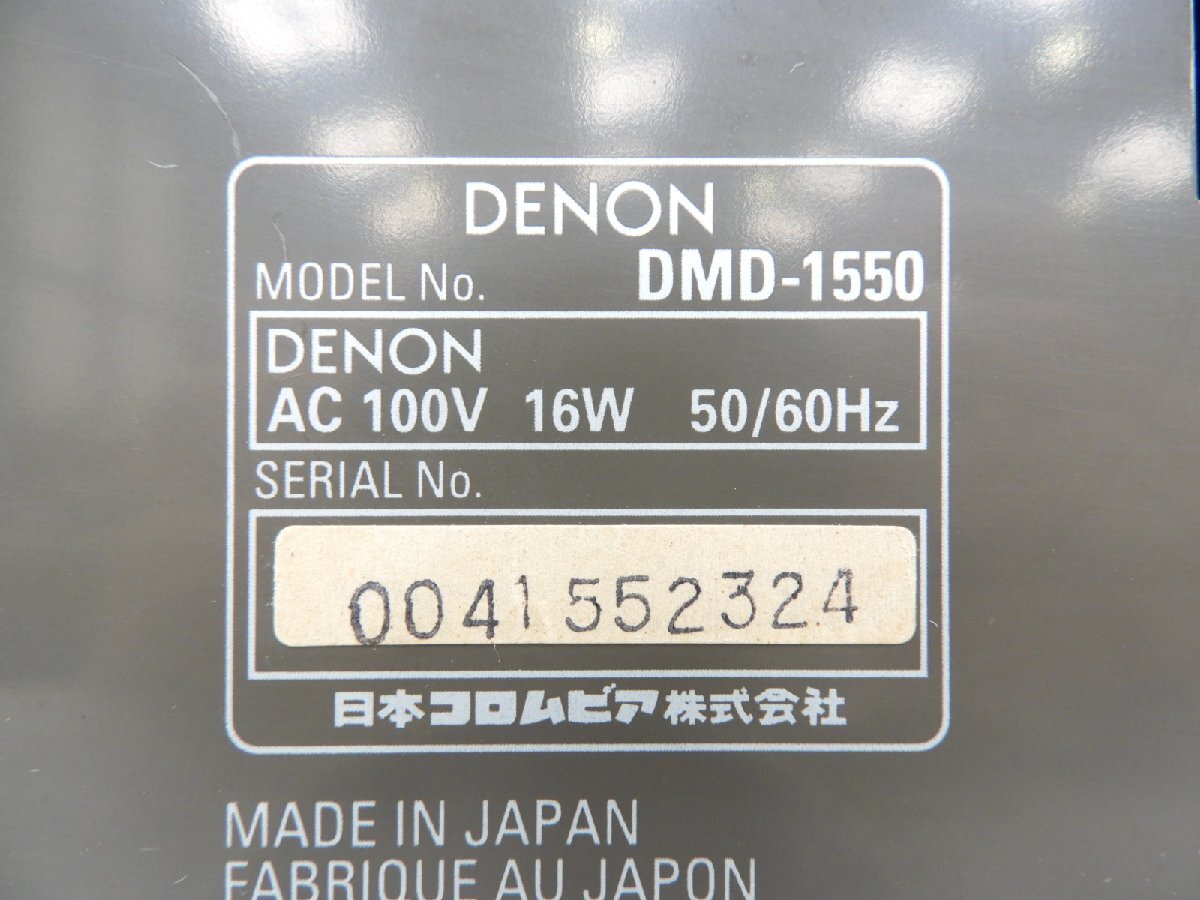 DENON
MODEL No. DMD-1550
DENON
AC 100V 16W 50/60Hz
SERIAL No.
0041552324
日本コロムビア株式会社
MADE IN JAPAN
FABRIQUE AU JAPON